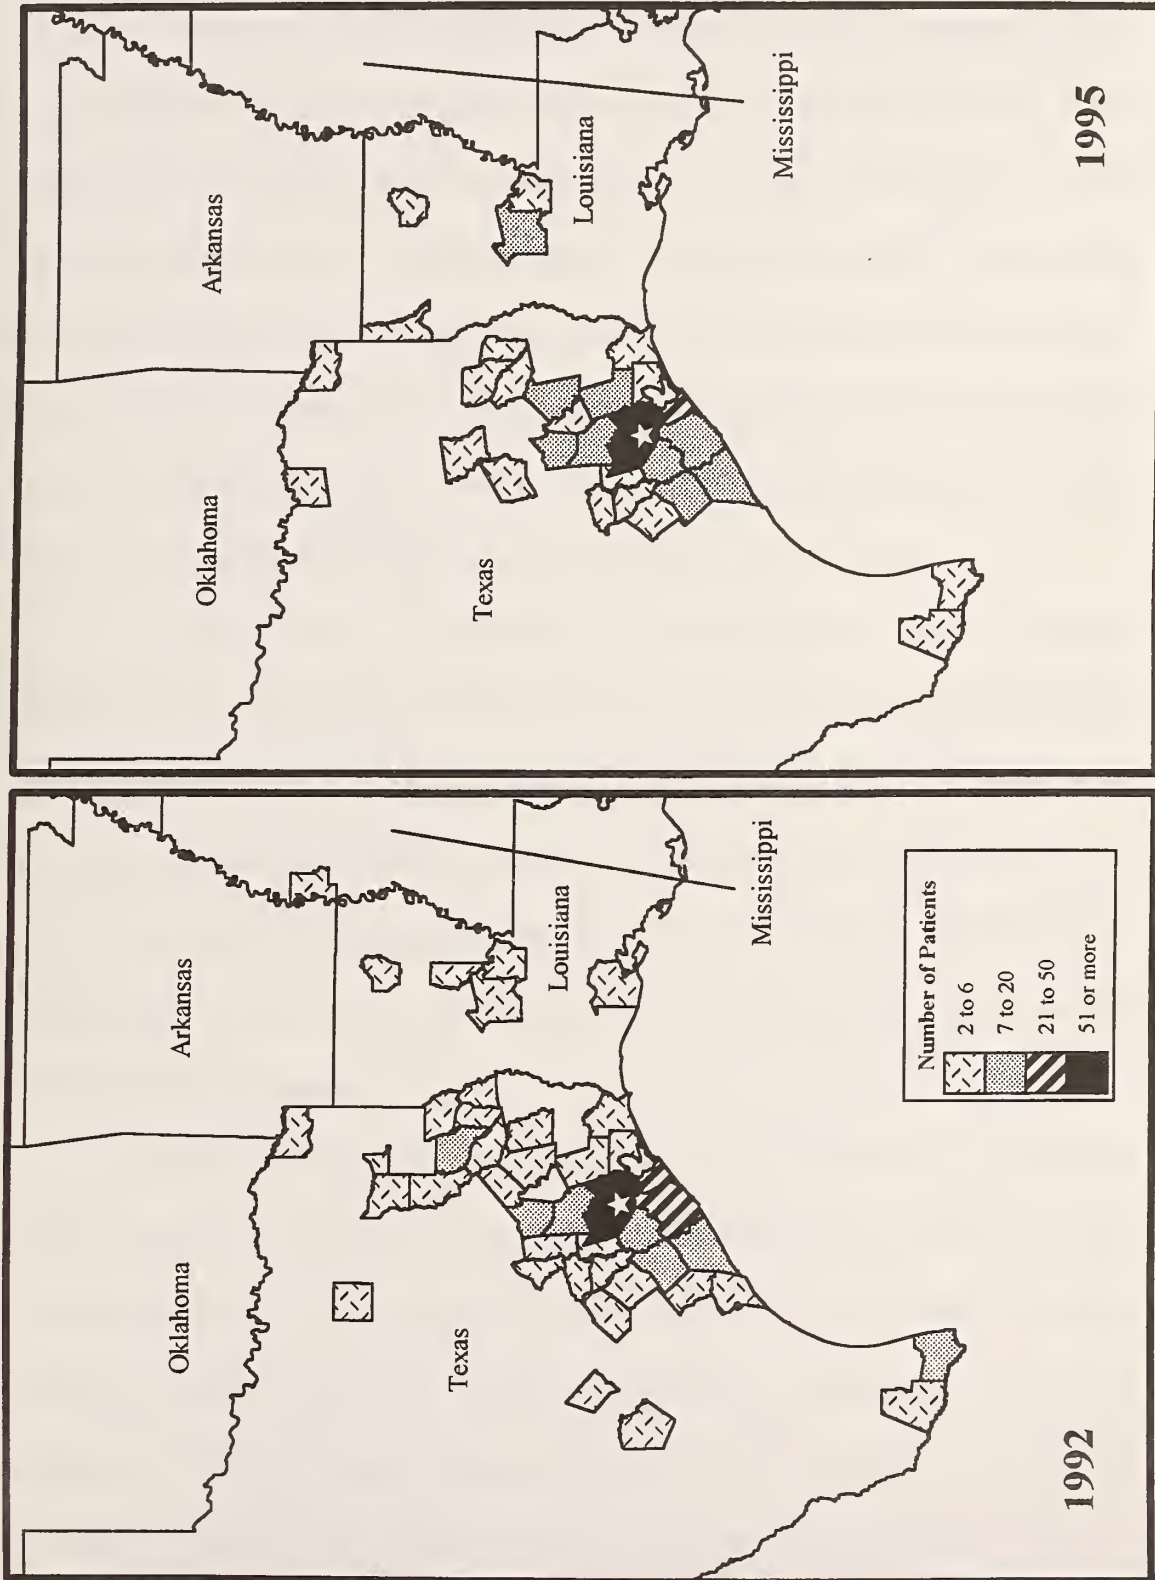 Oklahoma
Arkansas
Texas
Louisiana
Mississippi
1992
Number of Patients
2 to 6
7 to 20
21 to 50
51 or more
Oklahoma
Arkansas
Texas
Louisiana
Mississippi
1995